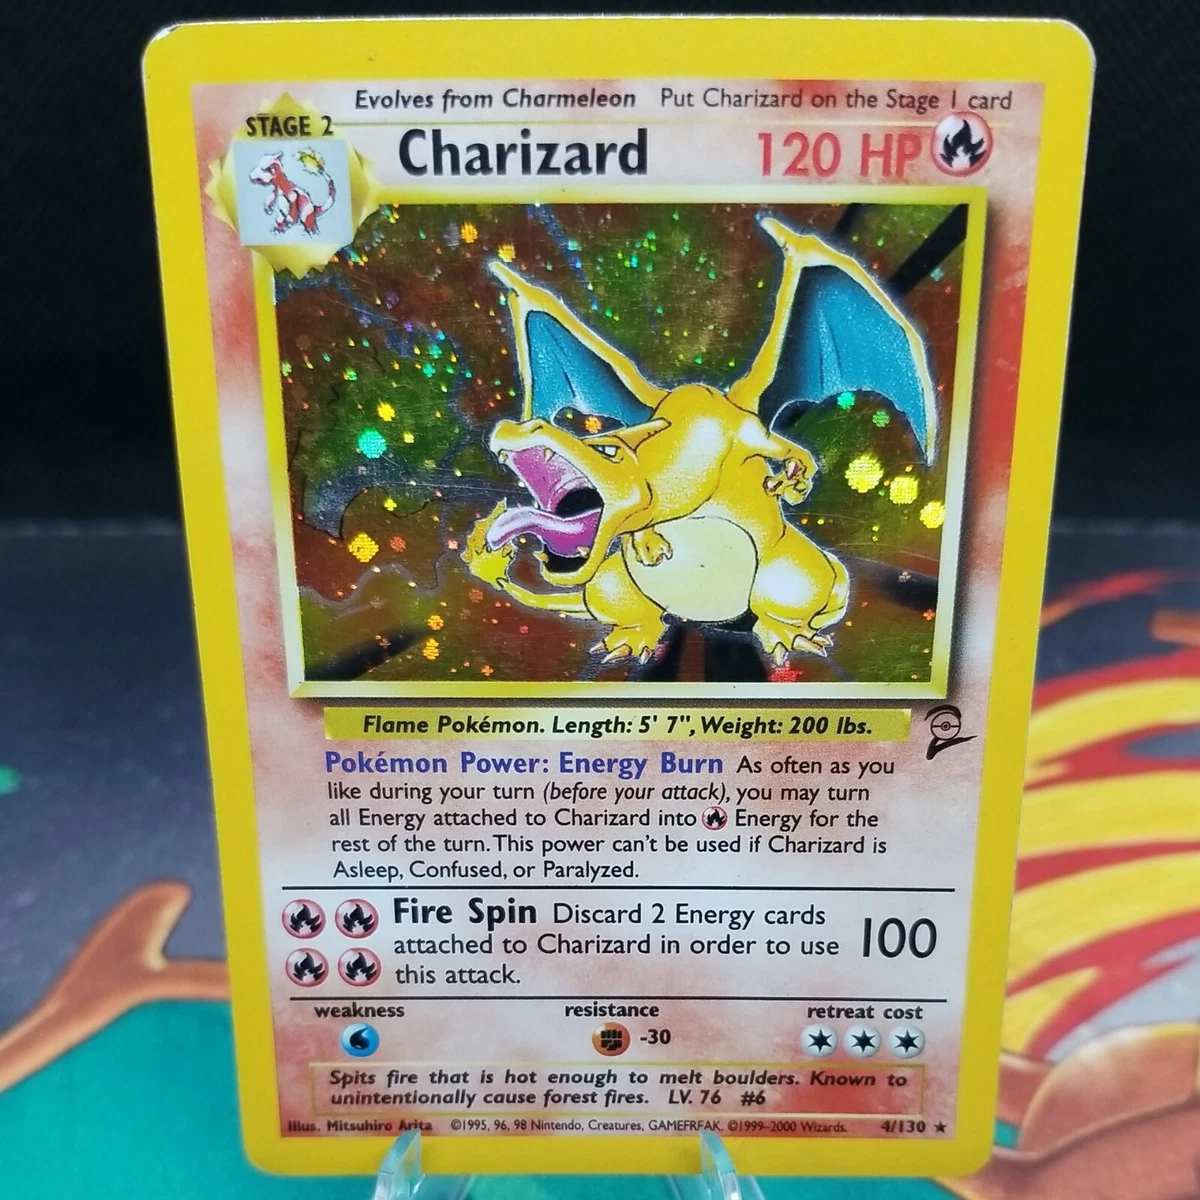 Evolves from Charmeleon Put Charizard on the Stage 1 card
STAGE 2
Charizard 120 HP
Flame Pokémon. Length: 5' 7", Weight: 200 lbs.
Pokémon Power: Energy Burn As often as you
like during your turn (before your attack), you may turn
all Energy attached to Charizard into Energy for the
rest of the turn. This power can't be used if Charizard is
Asleep, Confused, or Paralyzed.
Fire Spin Discard 2 Energy cards
attached to Charizard in order to use 100
this attack.
weakness resistance retreat cost
-30
Spits fire that is hot enough to melt boulders. Known to
unintentionally cause forest fires. LV. 76 #6
Illus. Mitsuhiro Arita ©1995, 96, 98 Nintendo, Creatures, GAMEFREAK. ©1999-2000 Wizards. 4/130 ★